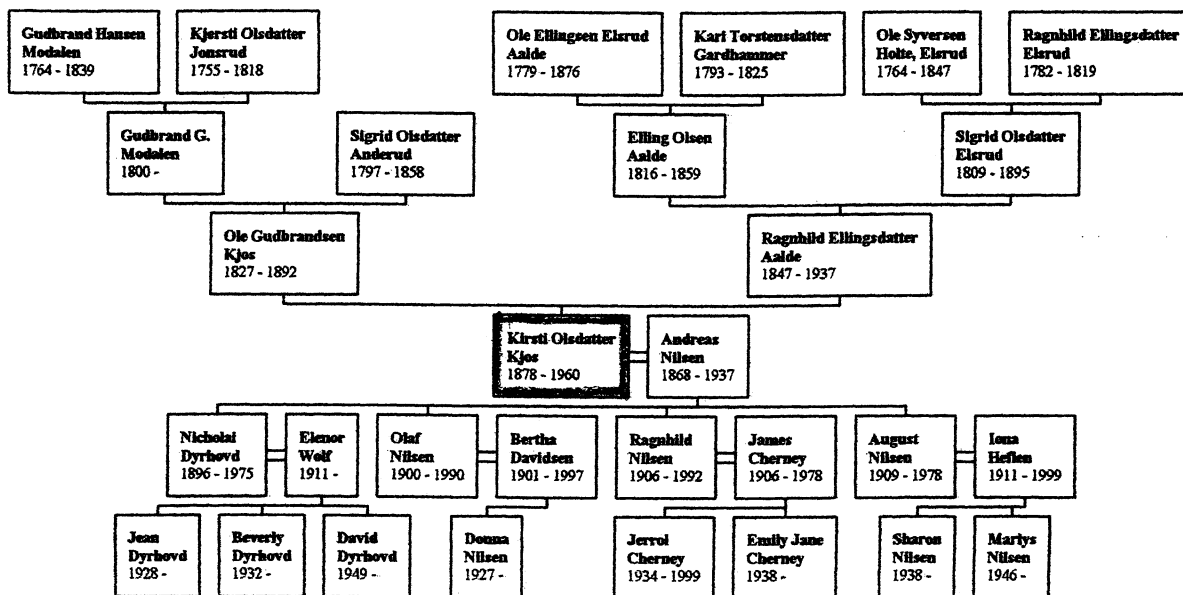 Gudbrand Hansen
Modalen
1764 - 1839
Kjersti Olsdatter
Jonsrud
1755 - 1818
Ole Ellingsen Elsrud
Aalde
1779 - 1876
Kari Torstensdatter
Gardhammer
1793 - 1825
Ole Syversen
Holte, Elsrud
1764 - 1847
Ragnhild Ellingsdatter
Elsrud
1782 - 1819
Gudbrand G.
Modalen
1800 -
Sigrid Olsdatter
Anderud
1797 - 1858
Elling Olsen
Aalde
1816 - 1859
Sigrid Olsdatter
Elsrud
1809 - 1895
Ole Gudbrandsen
Kjos
1827 - 1892
Ragnhild Ellingsdatter
Aalde
1847 - 1937
Kirsti Olsdatter
Kjos
1878 - 1960
Andreas
Nilsen
1868 - 1937
Nicholai
Dyrhovd
1896 - 1975
Elenor
Wolf
1911 -
Olaf
Nilsen
1900 - 1990
Bertha
Davidsen
1901 - 1997
Ragnhild
Nilsen
1906 - 1992
James
Cherney
1906 - 1978
August
Nilsen
1909 - 1978
Iona
Heflen
1911 - 1999
Jean
Dyrhovd
1928 -
Beverly
Dyrhovd
1932 -
David
Dyrhovd
1949 -
Donna
Nilsen
1927 -
Jerrol
Cherney
1934 - 1999
Emily Jane
Cherney
1938 -
Sharon
Nilsen
1938 -
Marlys
Nilsen
1946 -